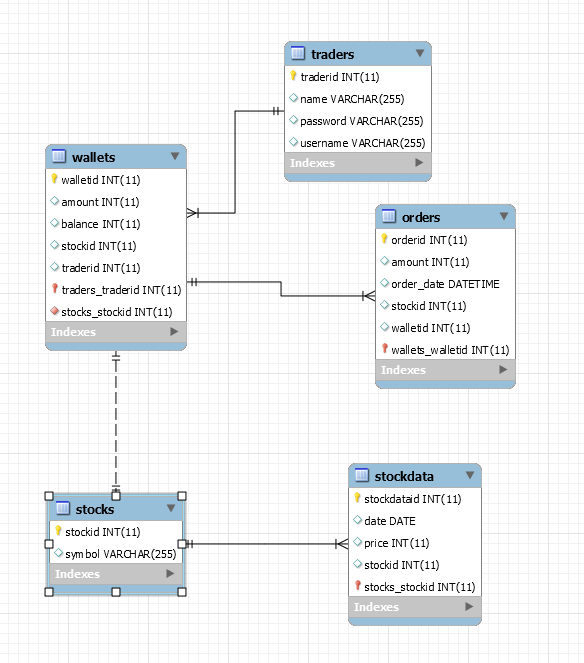 traders
traderid INT(11)
name VARCHAR(255)
password VARCHAR(255)
username VARCHAR(255)
Indexes
wallets
walletid INT(11)
amount INT(11)
balance INT(11)
stockid INT(11)
traderid INT(11)
traders_traderid INT(11)
stocks_stockid INT(11)
Indexes
orders
orderid INT(11)
amount INT(11)
order_date DATETIME
stockid INT(11)
walletid INT(11)
wallets_walletid INT(11)
Indexes
stocks
stockid INT(11)
symbol VARCHAR(255)
Indexes
stockdata
stockdataid INT(11)
date DATE
price INT(11)
stockid INT(11)
stocks_stockid INT(11)
Indexes